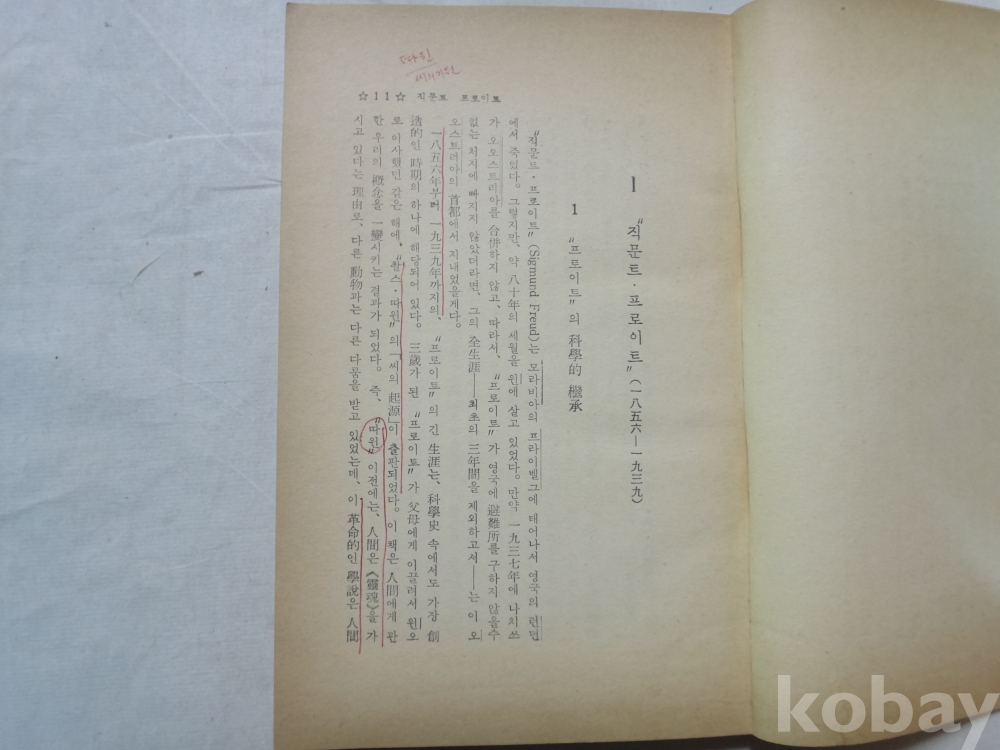 따윈
씨의기원
☆11☆ 직문트 프로이트
1 〃직문트·프로이트〃(一八五六—一九三九)
1 〃프로이트〃의 科學的 繼承
〃직문트·프로이트〃(Sigmund Freud)는 모라비아의 프라이벨그에 태어나서 영국의 런던
에서 죽었다. 그렇지만, 약 八十年의 세월을 윈에 살고 있었다. 만약 一九三七年에 나치쓰
가 오오스트리아를 合倂하지 않고, 따라서, 〃프로이트〃가 영국에 避難所를 구하지 않을수
없는 처지에 빠지지 않았더라면, 그의 全生涯——최초의 三年間을 제외하고서——는 이 오
오스트리아의 首都에서 지내었을게다.
一八五六年부터 一九三九年까지의, 〃프로이트〃의 긴 生涯는, 科學史 속에서도 가장 創
造的인 時期의 하나에 해당되어 있다. 三歲가 된 〃프로이트〃가 父母에게 이끌려서 윈으
로 이사했던 같은 해에, 〃촬스·따윈〃의 「씨의 起源」이 출판되었다. 이 책은 人間에게 관
한 우리의 槪念을 一變시키는 결과가 되었다. 즉, 〃따윈〃 이전에는, 人間은 《靈魂》을 가
시고 있다는 理由로, 다른 動物과는 다른 다룸을 받고 있었는데, 이 革命的인 學說은 人間
kobay